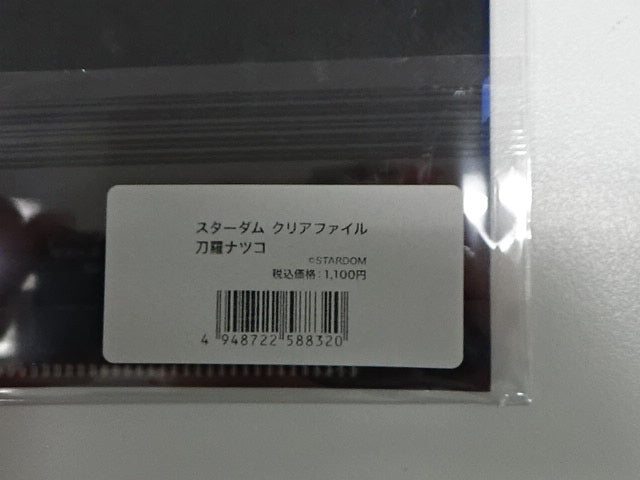 スターダム クリアファイル
刀羅ナツコ
©STARDOM
税込価格:1,100円
4 948722 588320